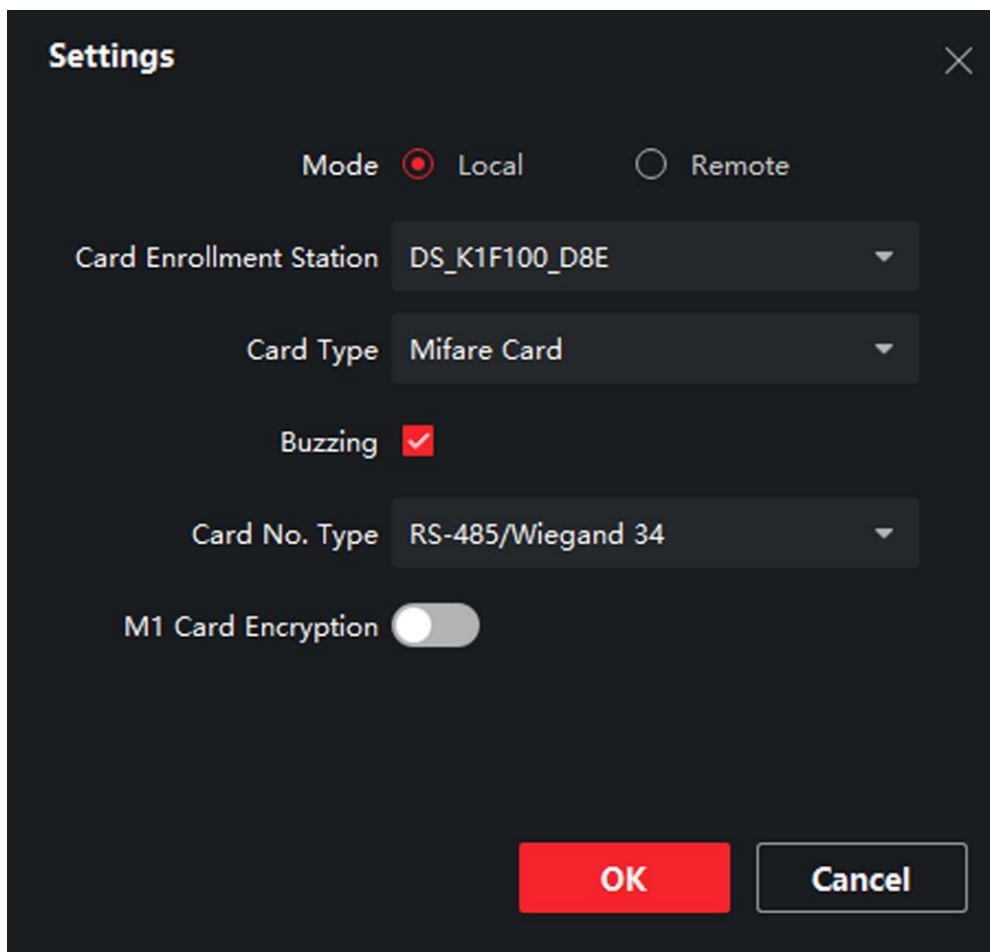 Settings
Mode Local Remote
Card Enrollment Station DS_K1F100_D8E
Card Type Mifare Card
Buzzing
Card No. Type RS-485/Wiegand 34
M1 Card Encryption
OK Cancel